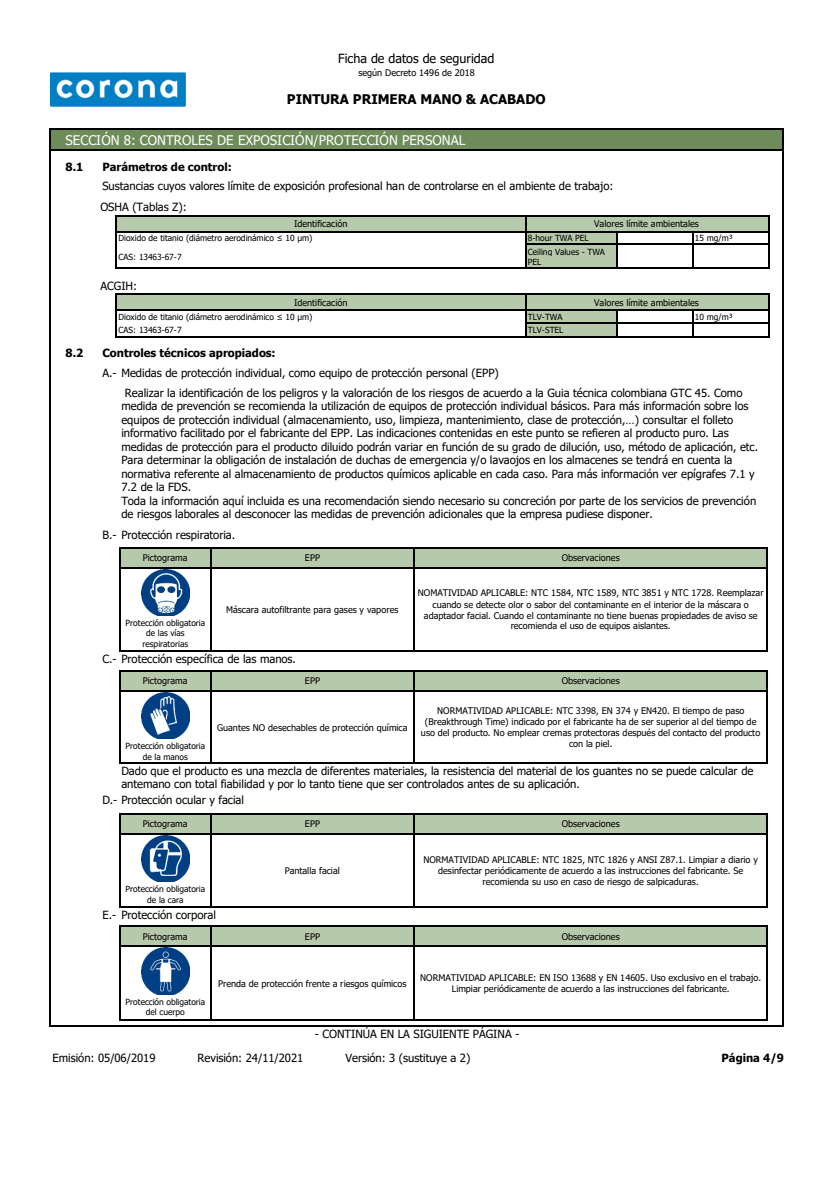 Ficha de datos de seguridad
según Decreto 1496 de 2018
corona
PINTURA PRIMERA MANO & ACABADO
SECCIÓN 8: CONTROLES DE EXPOSICIÓN/PROTECCIÓN PERSONAL
8.1 Parámetros de control:
Sustancias cuyos valores límite de exposición profesional han de controlarse en el ambiente de trabajo:
OSHA (Tablas Z):
Identificación Valores límite ambientales
Dioxido de titanio (diámetro aerodinámico ≤ 10 µm) 8-hour TWA PEL 15 mg/m³
CAS: 13463-67-7 Ceiling Values - TWA
PEL
ACGIH:
Identificación Valores límite ambientales
Dioxido de titanio (diámetro aerodinámico ≤ 10 µm) TLV-TWA 10 mg/m³
CAS: 13463-67-7 TLV-STEL
8.2 Controles técnicos apropiados:
A.- Medidas de protección individual, como equipo de protección personal (EPP)
Realizar la identificación de los peligros y la valoración de los riesgos de acuerdo a la Guia técnica colombiana GTC 45. Como
medida de prevención se recomienda la utilización de equipos de protección individual básicos. Para más información sobre los
equipos de protección individual (almacenamiento, uso, limpieza, mantenimiento, clase de protección,...) consultar el folleto
informativo facilitado por el fabricante del EPP. Las indicaciones contenidas en este punto se refieren al producto puro. Las
medidas de protección para el producto diluido podrán variar en función de su grado de dilución, uso, método de aplicación, etc.
Para determinar la obligación de instalación de duchas de emergencia y/o lavaojos en los almacenes se tendrá en cuenta la
normativa referente al almacenamiento de productos químicos aplicable en cada caso. Para más información ver epígrafes 7.1 y
7.2 de la FDS.
Toda la información aquí incluida es una recomendación siendo necesario su concreción por parte de los servicios de prevención
de riesgos laborales al desconocer las medidas de prevención adicionales que la empresa pudiese disponer.
B.- Protección respiratoria.
Pictograma EPP Observaciones
Protección obligatoria
de las vías
respiratorias
Máscara autofiltrante para gases y vapores
NOMATIVIDAD APLICABLE: NTC 1584, NTC 1589, NTC 3851 y NTC 1728. Reemplazar
cuando se detecte olor o sabor del contaminante en el interior de la máscara o
adaptador facial. Cuando el contaminante no tiene buenas propiedades de aviso se
recomienda el uso de equipos aislantes.
C.- Protección específica de las manos.
Pictograma EPP Observaciones
Protección obligatoria
de la manos
Guantes NO desechables de protección química
NORMATIVIDAD APLICABLE: NTC 3398, EN 374 y EN420. El tiempo de paso
(Breakthrough Time) indicado por el fabricante ha de ser superior al del tiempo de
uso del producto. No emplear cremas protectoras después del contacto del producto
con la piel.
Dado que el producto es una mezcla de diferentes materiales, la resistencia del material de los guantes no se puede calcular de
antemano con total fiabilidad y por lo tanto tiene que ser controlados antes de su aplicación.
D.- Protección ocular y facial
Pictograma EPP Observaciones
Protección obligatoria
de la cara
Pantalla facial
NORMATIVIDAD APLICABLE: NTC 1825, NTC 1826 y ANSI Z87.1. Limpiar a diario y
desinfectar periódicamente de acuerdo a las instrucciones del fabricante. Se
recomienda su uso en caso de riesgo de salpicaduras.
E.- Protección corporal
Pictograma EPP Observaciones
Protección obligatoria
del cuerpo
Prenda de protección frente a riesgos químicos
NORMATIVIDAD APLICABLE: EN ISO 13688 y EN 14605. Uso exclusivo en el trabajo.
Limpiar periódicamente de acuerdo a las instrucciones del fabricante.
- CONTINÚA EN LA SIGUIENTE PÁGINA -
Emisión: 05/06/2019 Revisión: 24/11/2021 Versión: 3 (sustituye a 2) Página 4/9